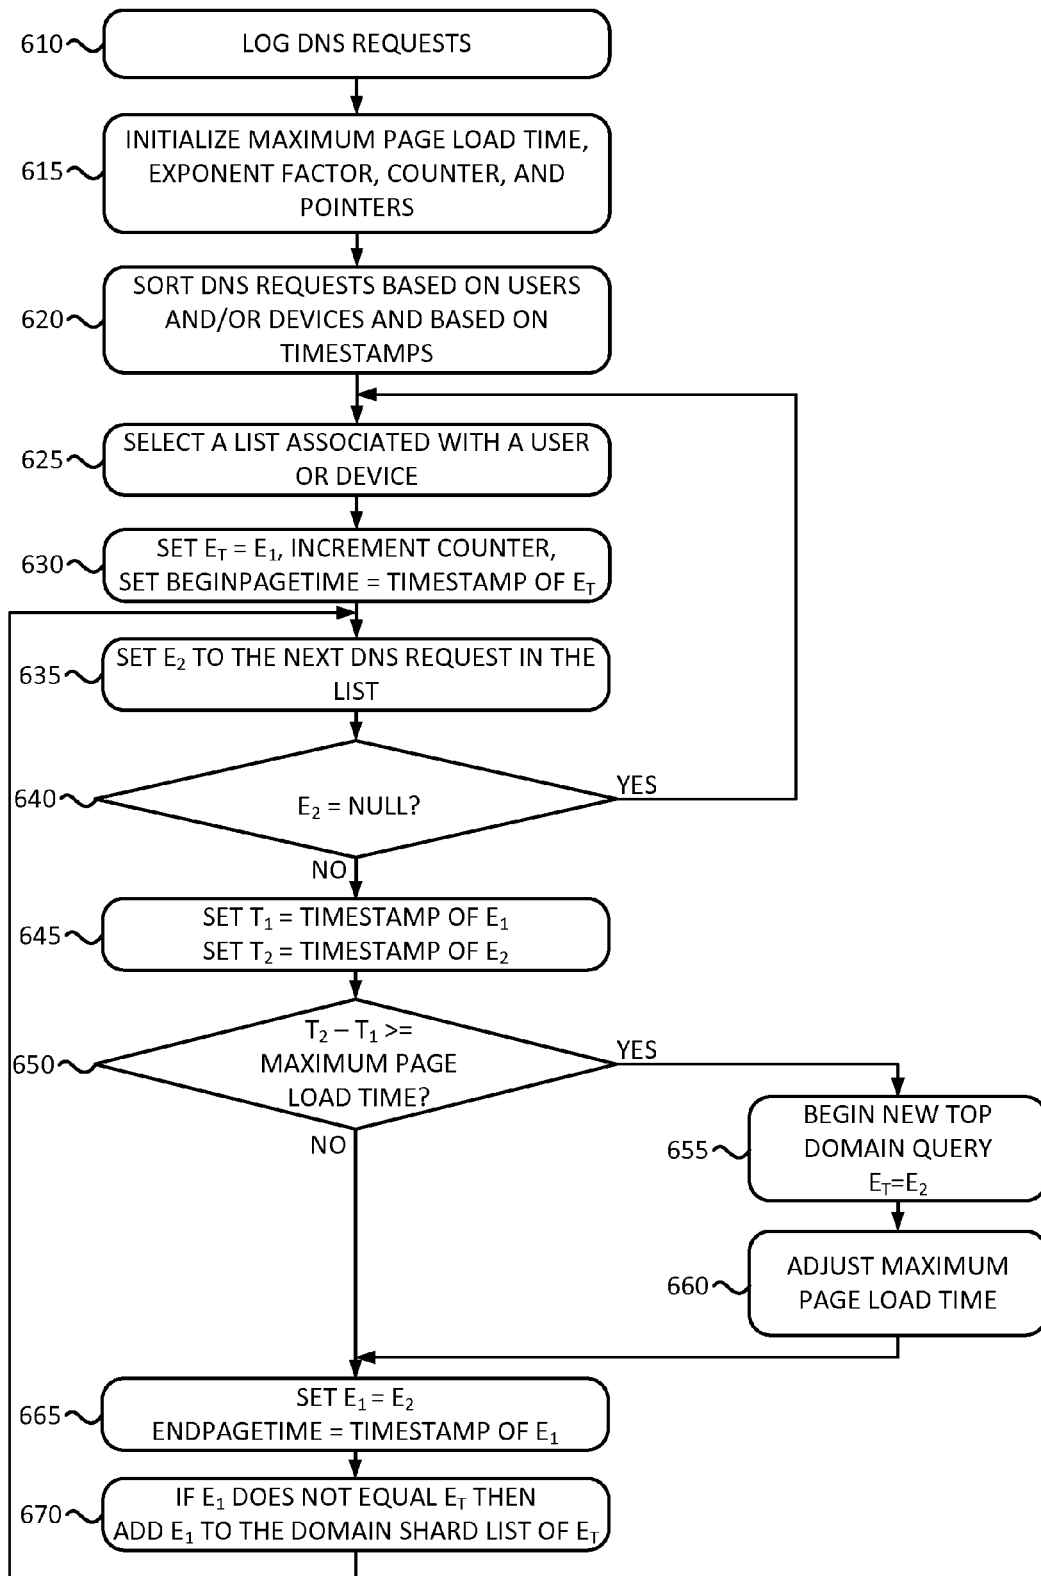 610
LOG DNS REQUESTS
615
INITIALIZE MAXIMUM PAGE LOAD TIME,
EXPONENT FACTOR, COUNTER, AND
POINTERS
620
SORT DNS REQUESTS BASED ON USERS
AND/OR DEVICES AND BASED ON
TIMESTAMPS
625
SELECT A LIST ASSOCIATED WITH A USER
OR DEVICE
630
SET E_T = E_1, INCREMENT COUNTER,
SET BEGINPAGETIME = TIMESTAMP OF E_T
635
SET E_2 TO THE NEXT DNS REQUEST IN THE
LIST
640
E_2 = NULL?
YES
NO
645
SET T_1 = TIMESTAMP OF E_1
SET T_2 = TIMESTAMP OF E_2
650
T_2 – T_1 >=
MAXIMUM PAGE
LOAD TIME?
YES
NO
655
BEGIN NEW TOP
DOMAIN QUERY
E_T=E_2
660
ADJUST MAXIMUM
PAGE LOAD TIME
665
SET E_1 = E_2
ENDPAGETIME = TIMESTAMP OF E_1
670
IF E_1 DOES NOT EQUAL E_T THEN
ADD E_1 TO THE DOMAIN SHARD LIST OF E_T